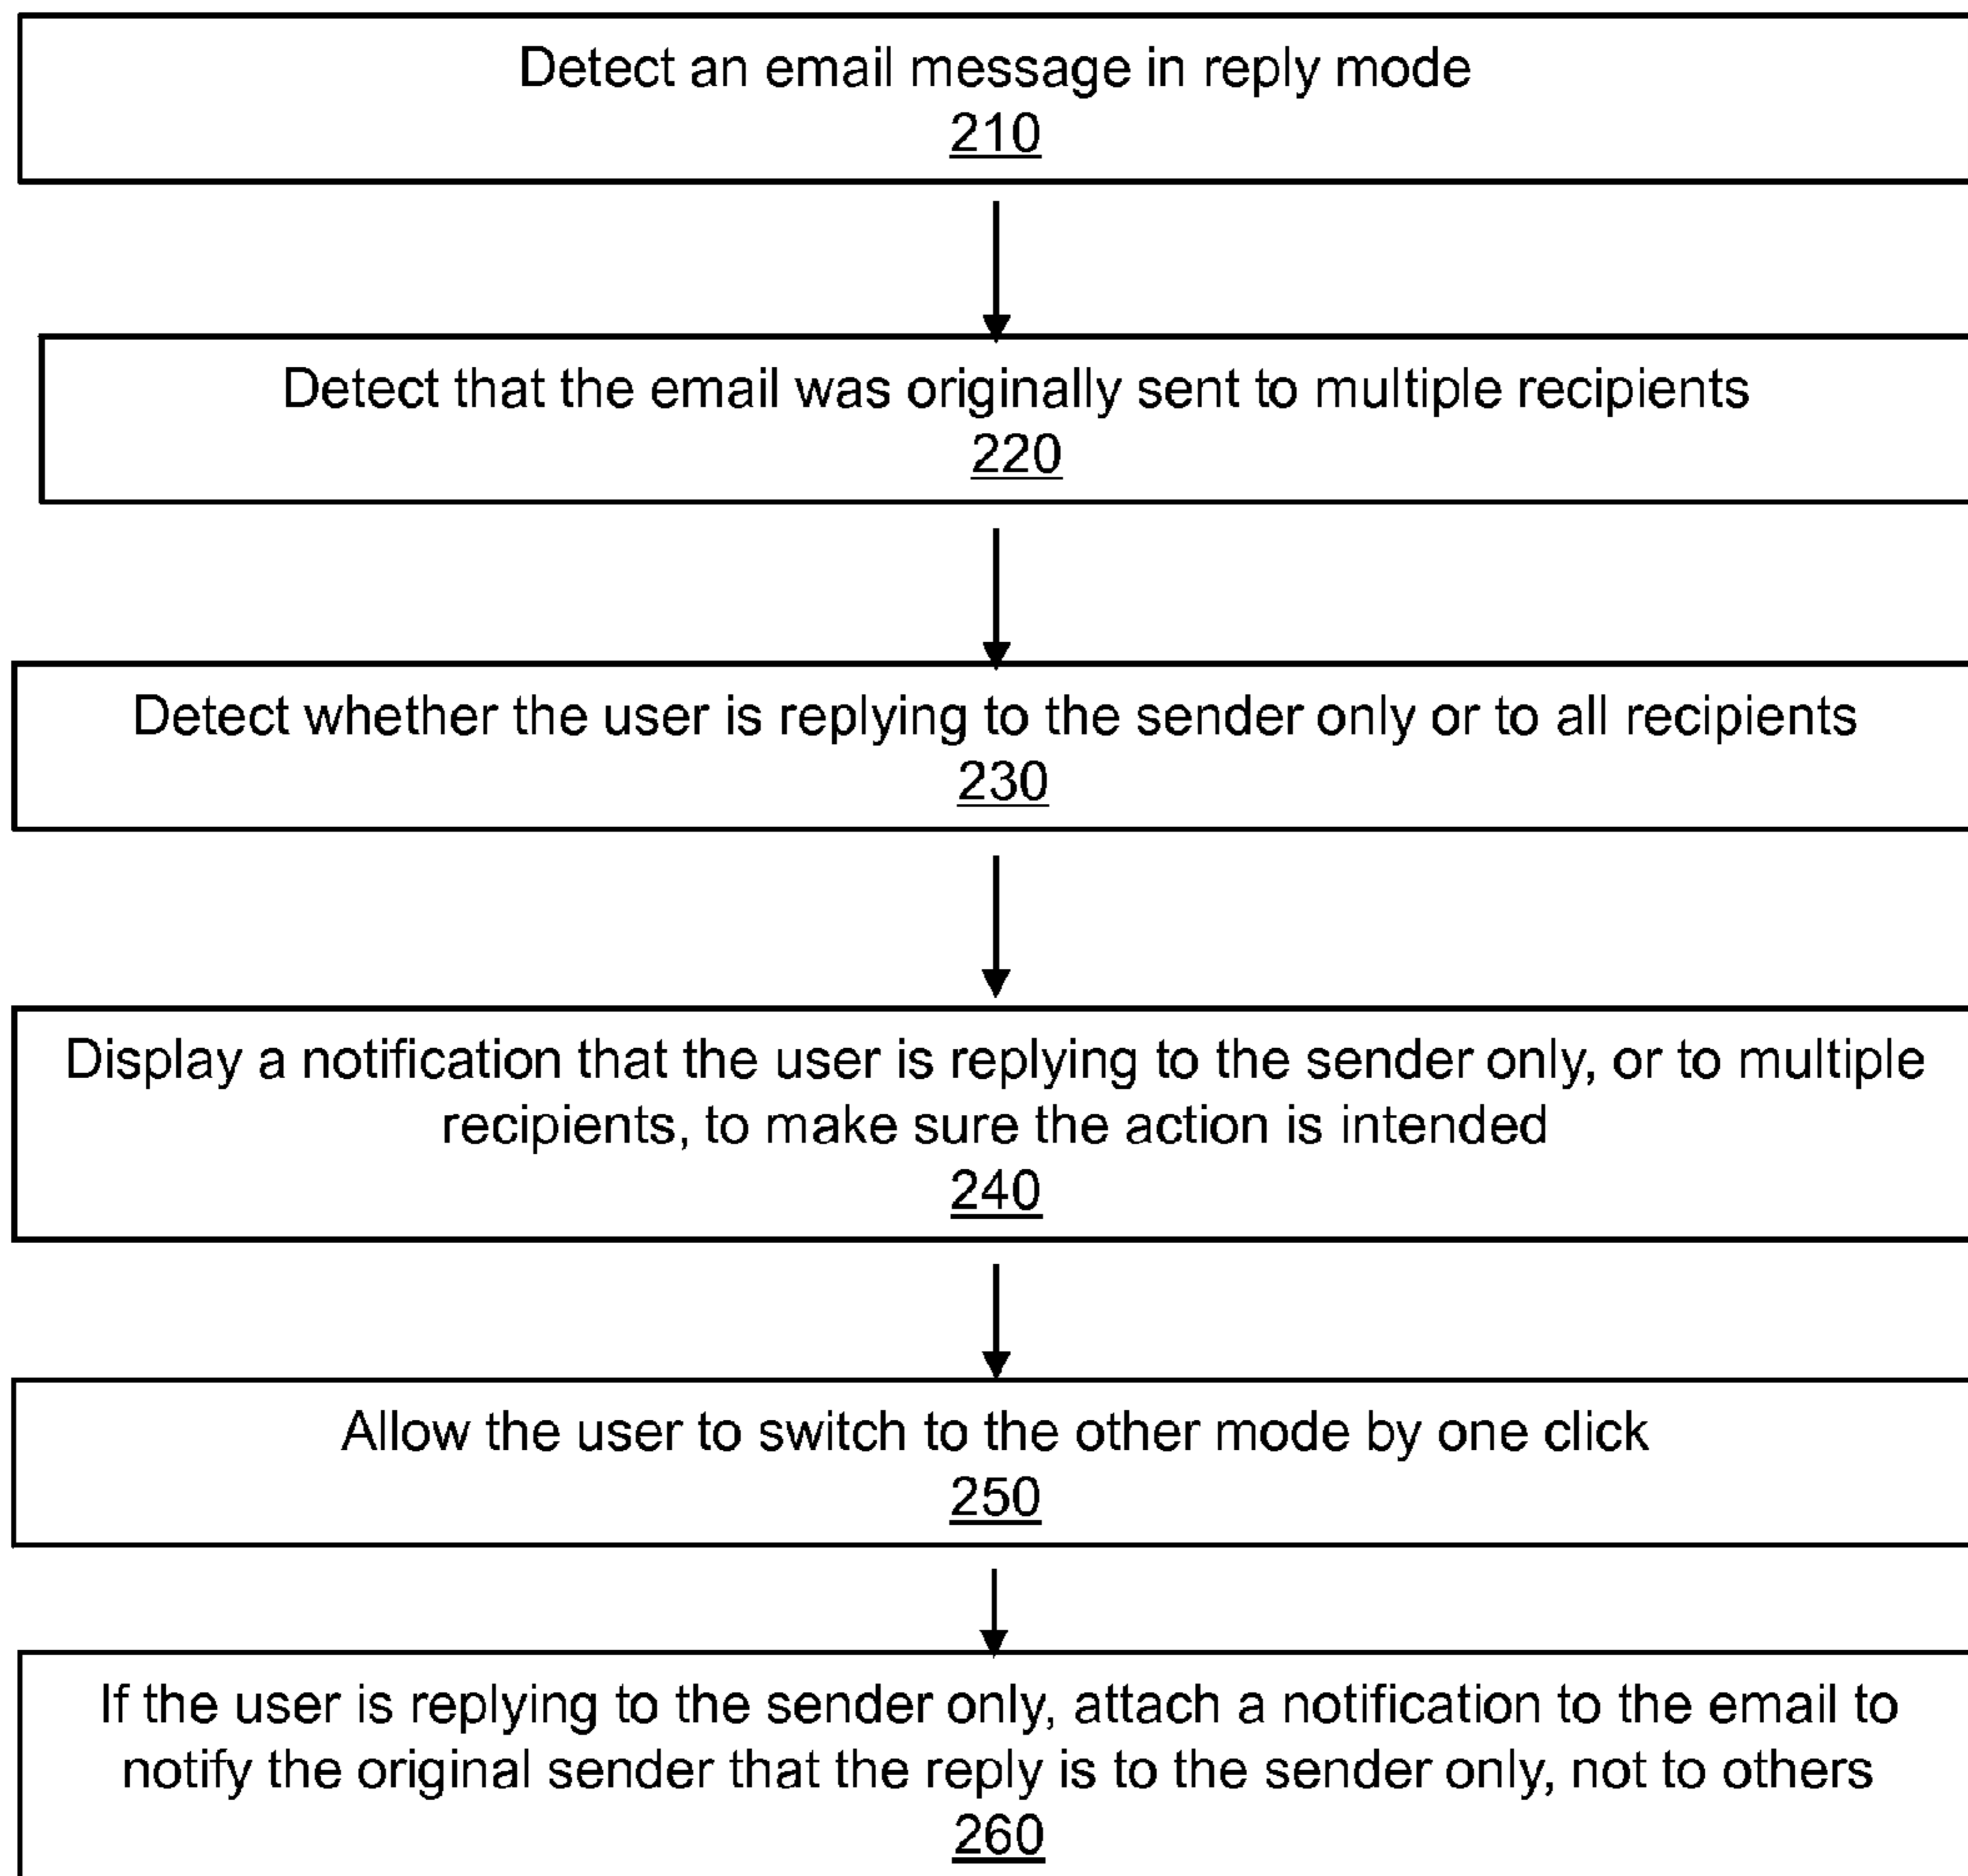 Detect an email message in reply mode
210
Detect that the email was originally sent to multiple recipients
220
Detect whether the user is replying to the sender only or to all recipients
230
Display a notification that the user is replying to the sender only, or to multiple
recipients, to make sure the action is intended
240
Allow the user to switch to the other mode by one click
250
If the user is replying to the sender only, attach a notification to the email to
notify the original sender that the reply is to the sender only, not to others
260